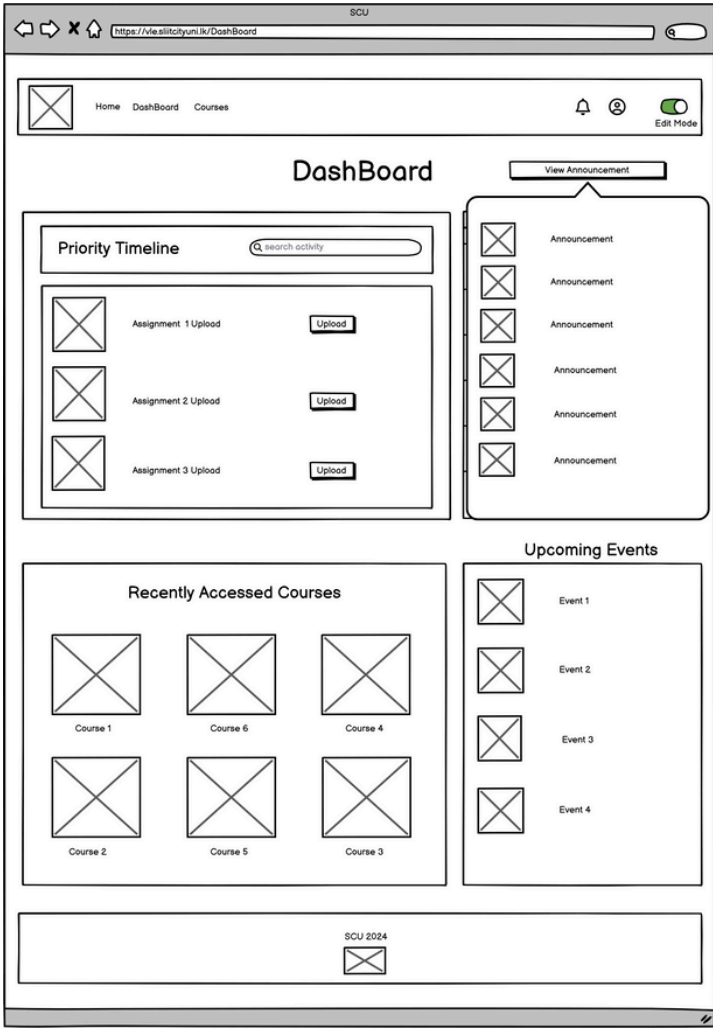 SCU
https://vle.sliitcityuni.lk/DashBoard
Home DashBoard Courses
Edit Mode
DashBoard
View Announcement
Priority Timeline
search activity
Assignment 1 Upload
Upload
Assignment 2 Upload
Upload
Assignment 3 Upload
Upload
Announcement
Announcement
Announcement
Announcement
Announcement
Announcement
Recently Accessed Courses
Course 1
Course 6
Course 4
Course 2
Course 5
Course 3
Upcoming Events
Event 1
Event 2
Event 3
Event 4
SCU 2024